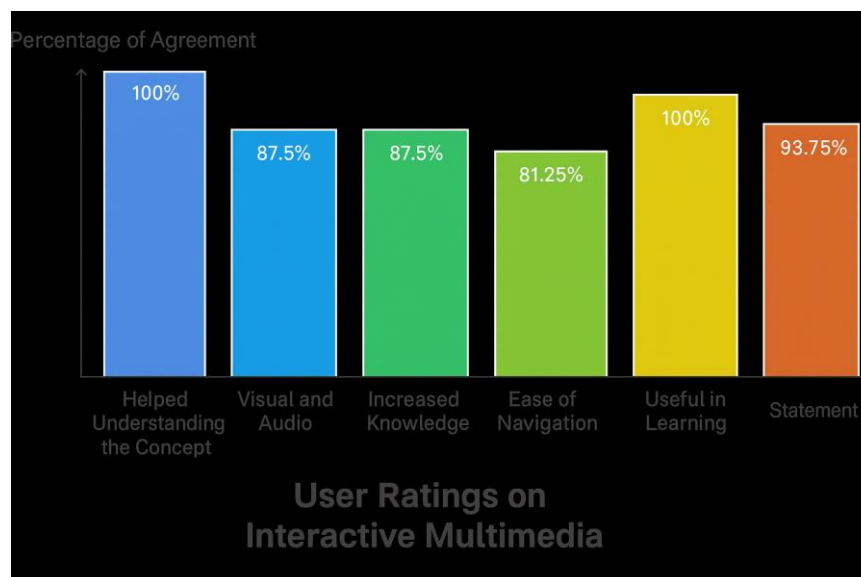 Percentage of Agreement
100%
87.5%
87.5%
81.25%
100%
93.75%
Helped
Understanding
the Concept
Visual and
Audio
Increased
Knowledge
Ease of
Navigation
Useful in
Learning
Statement
User Ratings on
Interactive Multimedia